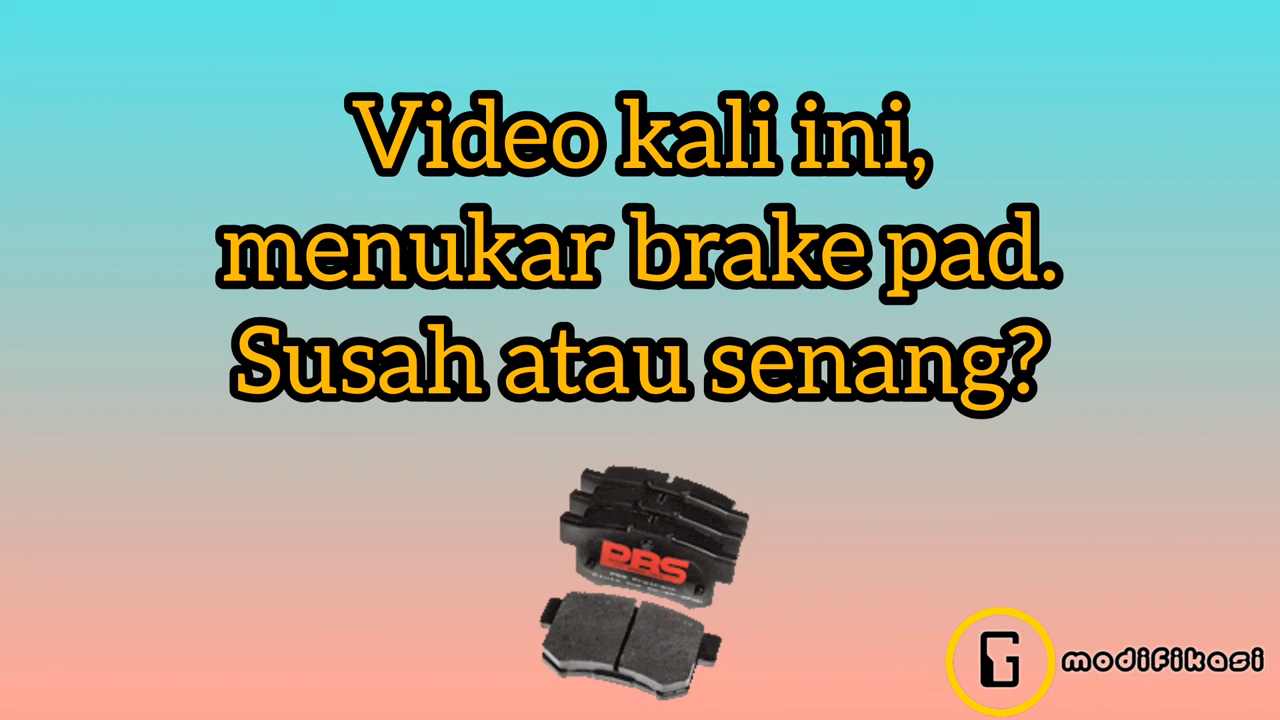 Video kali ini,
menukar brake pad.
Susah atau senang?
PBS
G modifikasi